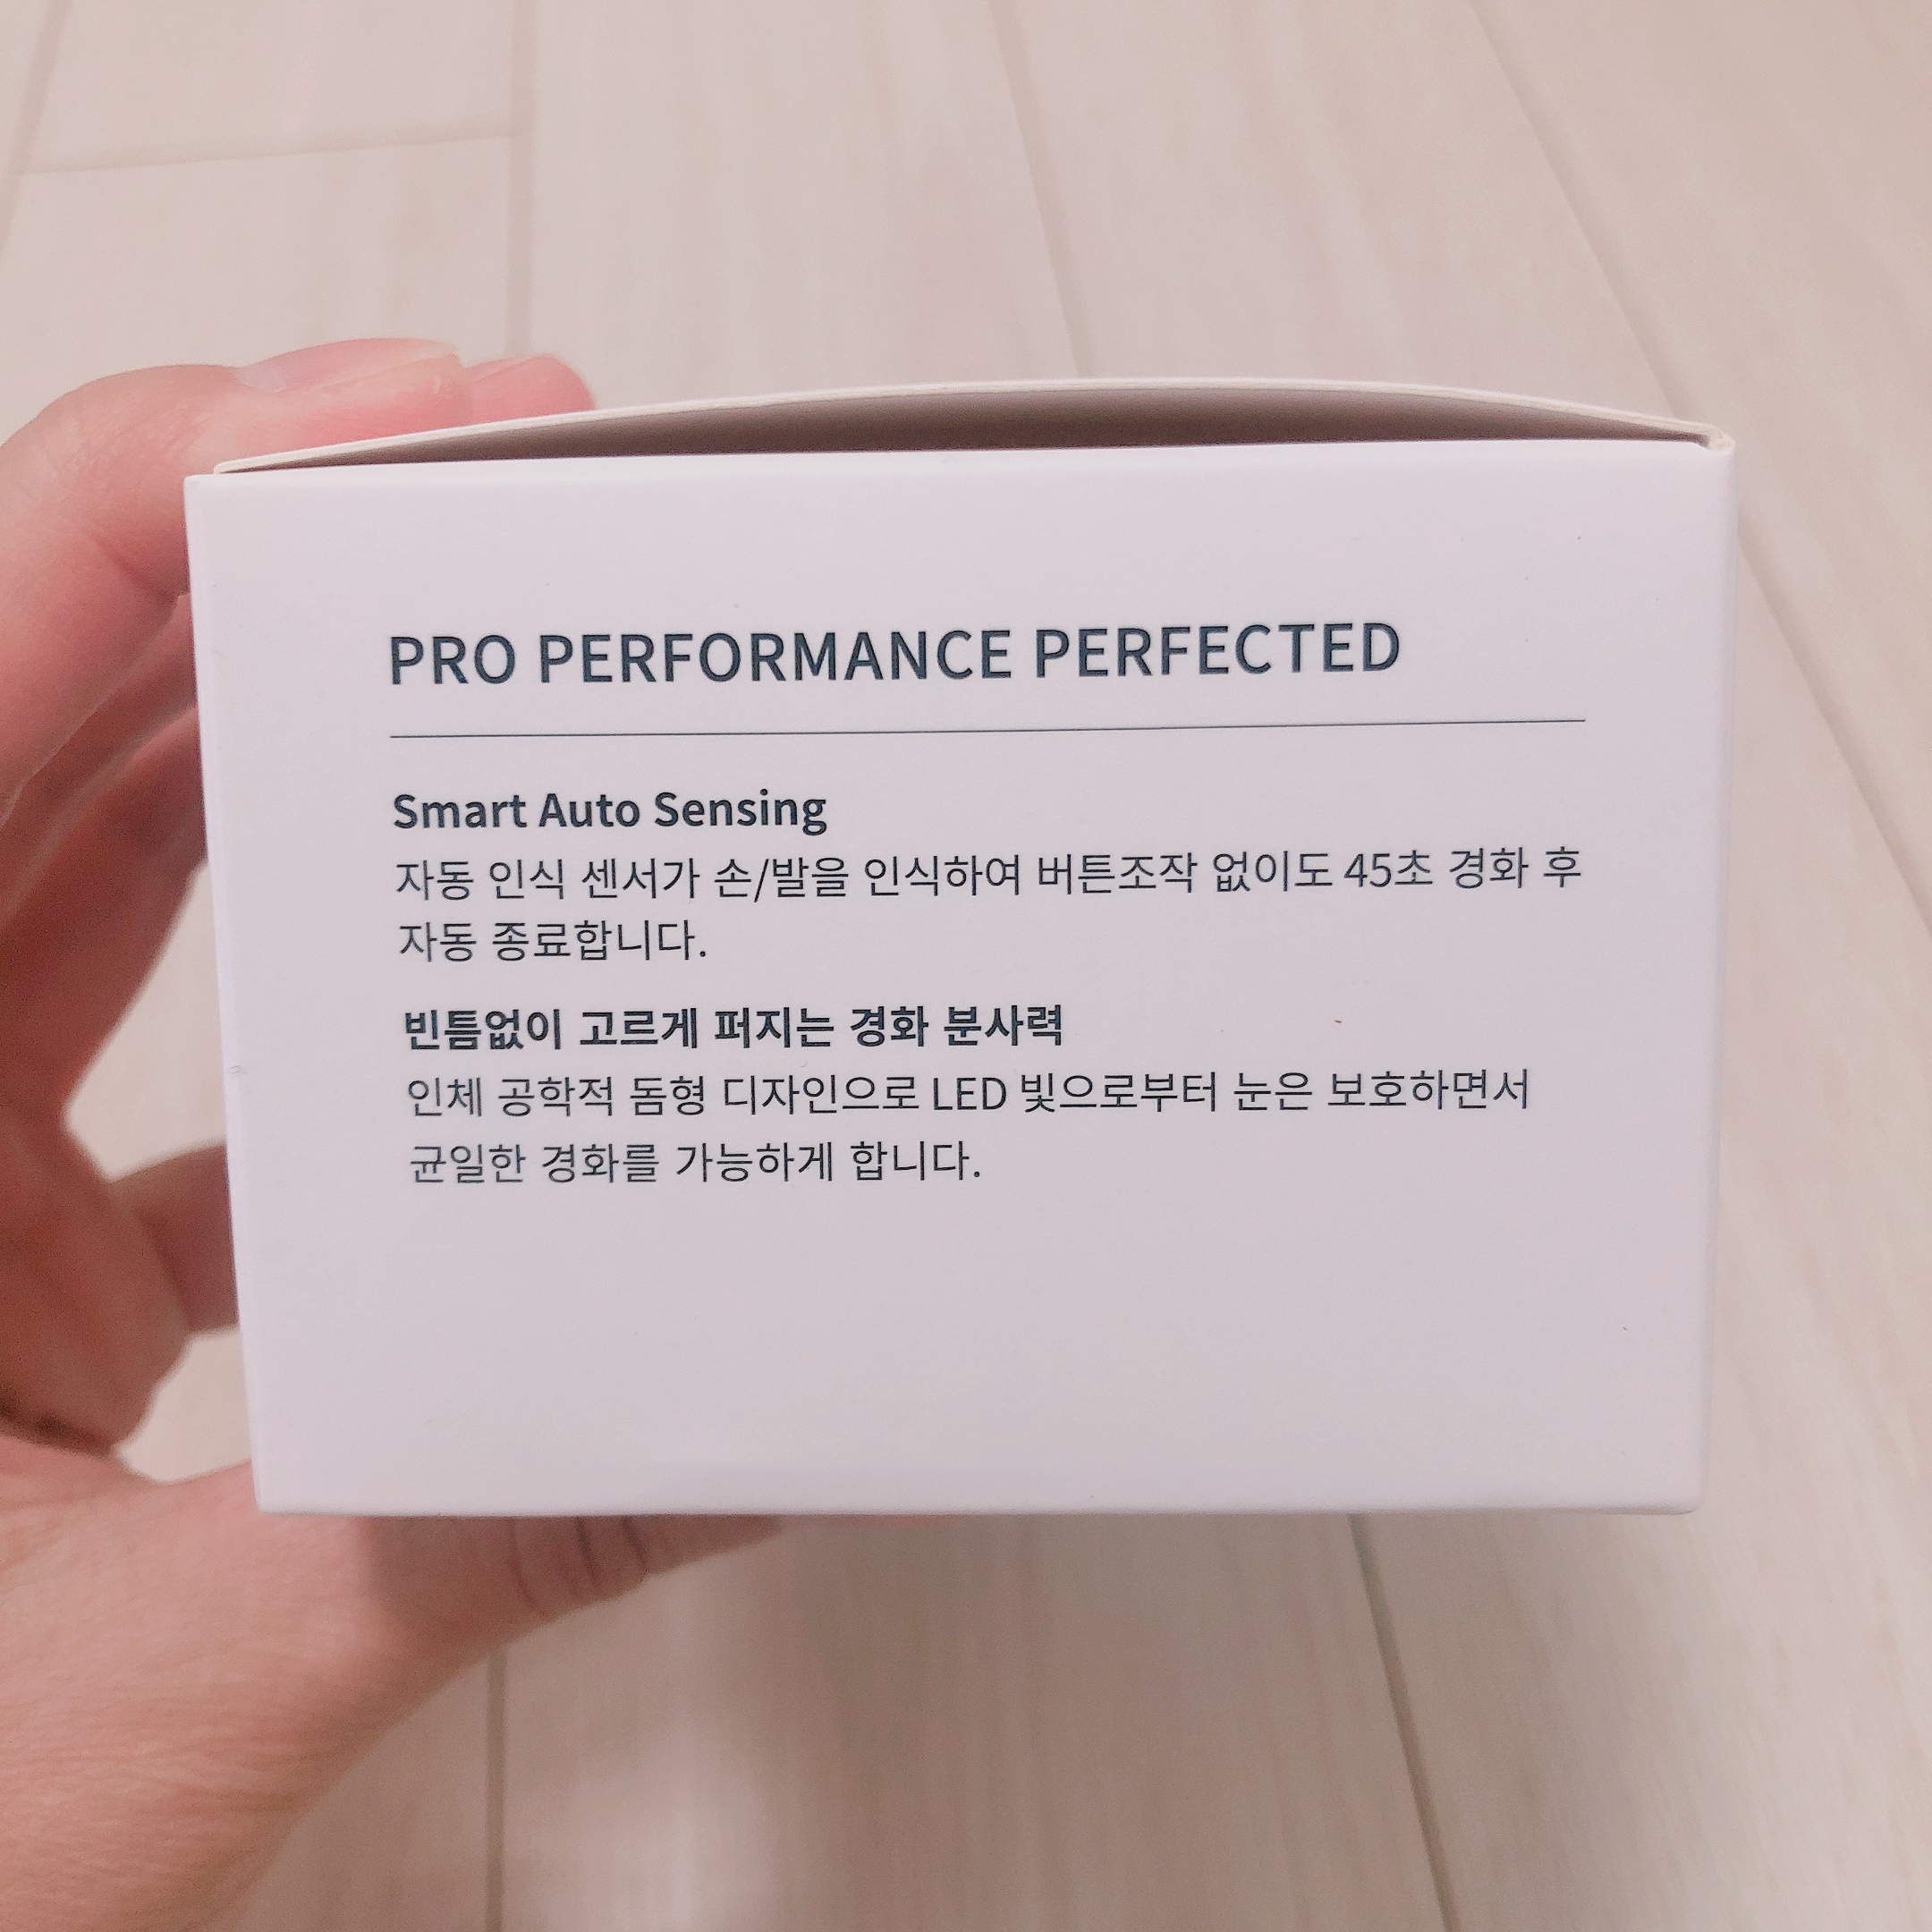 PRO PERFORMANCE PERFECTED
Smart Auto Sensing
자동 인식 센서가 손/발을 인식하여 버튼조작 없이도 45초 경화 후
자동 종료합니다.
빈틈없이 고르게 퍼지는 경화 분사력
인체 공학적 돔형 디자인으로 LED 빛으로부터 눈은 보호하면서
균일한 경화를 가능하게 합니다.